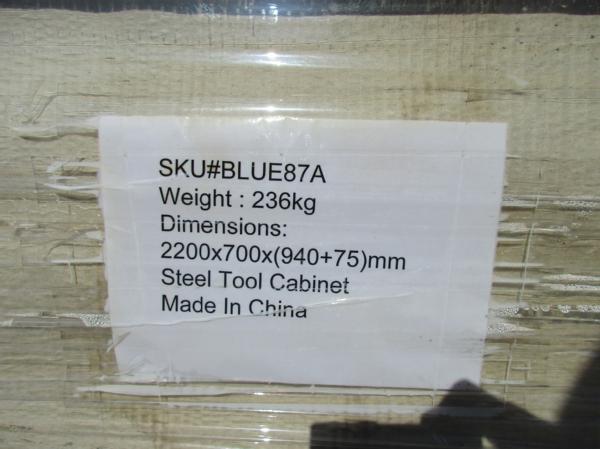 SKU#BLUE87A
Weight : 236kg
Dimensions:
2200x700x(940+75)mm
Steel Tool Cabinet
Made In China